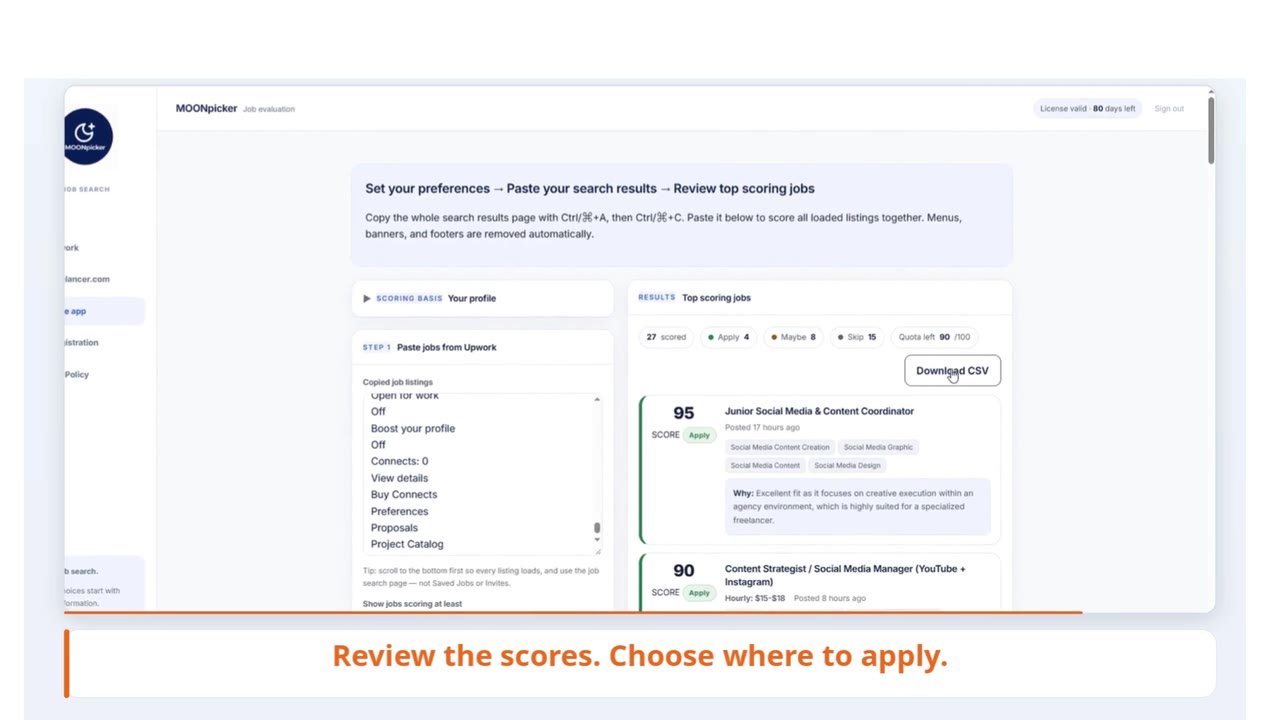 MOONpicker Job evaluation
License valid · 80 days left
Sign out
MOONpicker
JOB SEARCH
ork
lancer.com
e app
istration
Policy
b search.
oices start with
formation.
Set your preferences → Paste your search results → Review top scoring jobs
Copy the whole search results page with Ctrl/⌘+A, then Ctrl/⌘+C. Paste it below to score all loaded listings together. Menus,
banners, and footers are removed automatically.
SCORING BASIS Your profile
STEP 1 Paste jobs from Upwork
Copied job listings
Open for work
Off
Boost your profile
Off
Connects: 0
View details
Buy Connects
Preferences
Proposals
Project Catalog
Tip: scroll to the bottom first so every listing loads, and use the job
search page — not Saved Jobs or Invites.
Show jobs scoring at least
RESULTS Top scoring jobs
27 scored
Apply 4
Maybe 8
Skip 15
Quota left 90 /100
Download CSV
95
SCORE Apply
Junior Social Media & Content Coordinator
Posted 17 hours ago
Social Media Content Creation
Social Media Graphic
Social Media Content
Social Media Design
Why: Excellent fit as it focuses on creative execution within an
agency environment, which is highly suited for a specialized
freelancer.
90
SCORE Apply
Content Strategist / Social Media Manager (YouTube +
Instagram)
Hourly: $15-$18 Posted 8 hours ago
Review the scores. Choose where to apply.